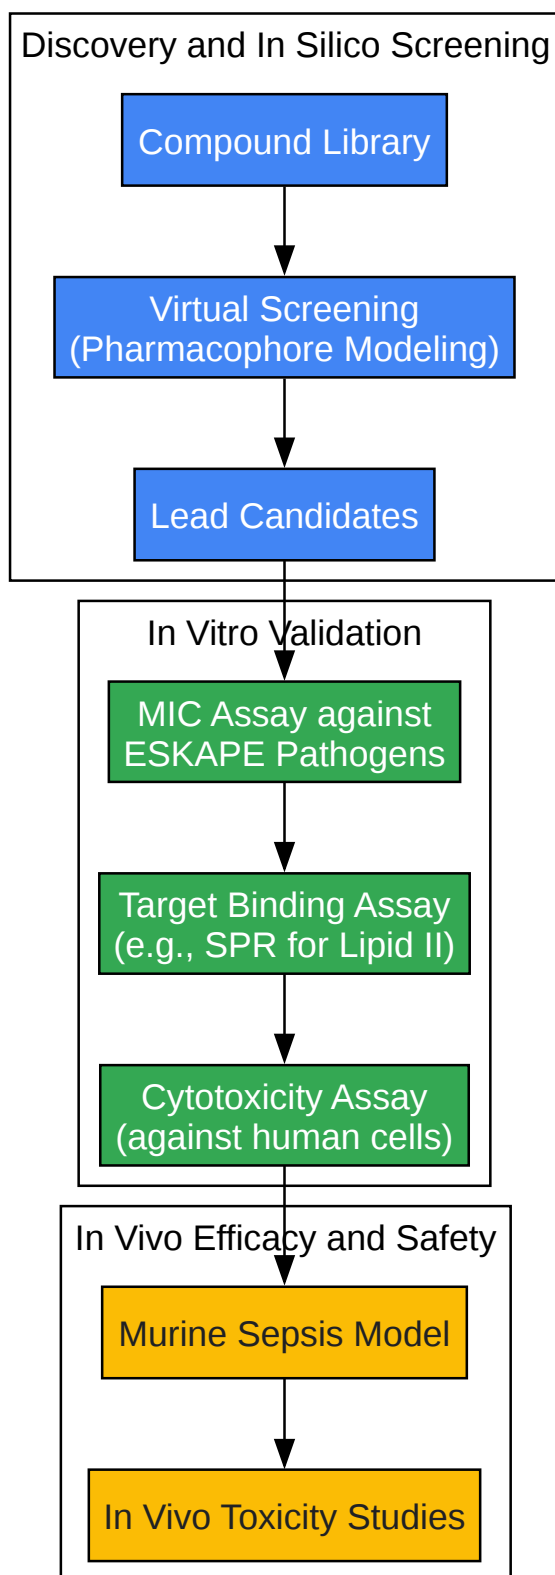 Discovery and In Silico Screening
Compound Library
Virtual Screening
(Pharmacophore Modeling)
Lead Candidates
In Vitro Validation
MIC Assay against
ESKAPE Pathogens
Target Binding Assay
(e.g., SPR for Lipid II)
Cytotoxicity Assay
(against human cells)
In Vivo Efficacy and Safety
Murine Sepsis Model
In Vivo Toxicity Studies